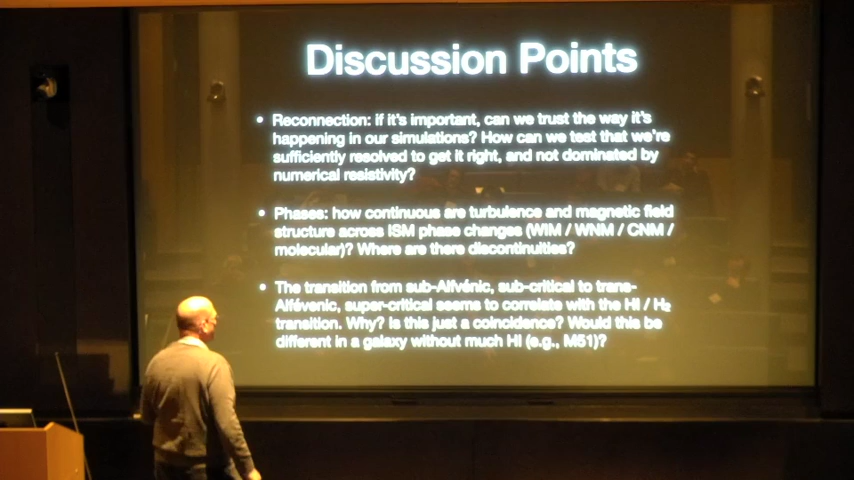 Discussion Points
• Reconnection: if it's important, can we trust the way it's
happening in our simulations? How can we test that we're
sufficiently resolved to get it right, and not dominated by
numerical resistivity?
• Phases: how continuous are turbulence and magnetic field
structure across ISM phase changes (WIM / WNM / CNM /
molecular)? Where are there discontinuities?
• The transition from sub-Alfvénic, sub-critical to trans-
Alfévenic, super-critical seems to correlate with the HI / H₂
transition. Why? Is this just a coincidence? Would this be
different in a galaxy without much HI (e.g., M51)?